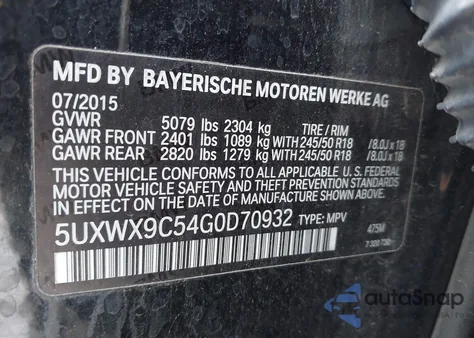 MFD BY BAYERISCHE MOTOREN WERKE AG
07/2015
GVWR 5079 lbs 2304 kg TIRE / RIM
GAWR FRONT 2401 lbs 1089 kg WITH 245/50 R18 / 8.0J x 18
GAWR REAR 2820 lbs 1279 kg WITH 245/50 R18 / 8.0J x 18
THIS VEHICLE CONFORMS TO ALL APPLICABLE U. S. FEDERAL
MOTOR VEHICLE SAFETY, BUMPER, AND THEFT PREVENTION STANDARDS
IN EFFECT ON THE DATE OF MANUFACTURE SHOWN ABOVE.
5UXWX9C54G0D70932 TYPE: MPV
475M
autoSnap